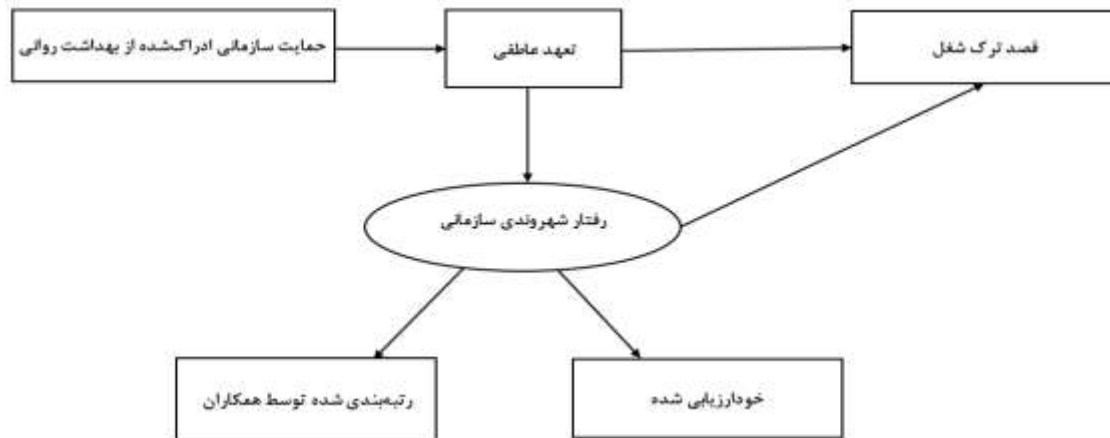 حمایت سازمانی ادراک‌شده از بهداشت روانی
تعهد عاطفی
قصد ترک شغل
رفتار شهروندی سازمانی
رتبه‌بندی شده توسط همکاران
خودارزیابی شده